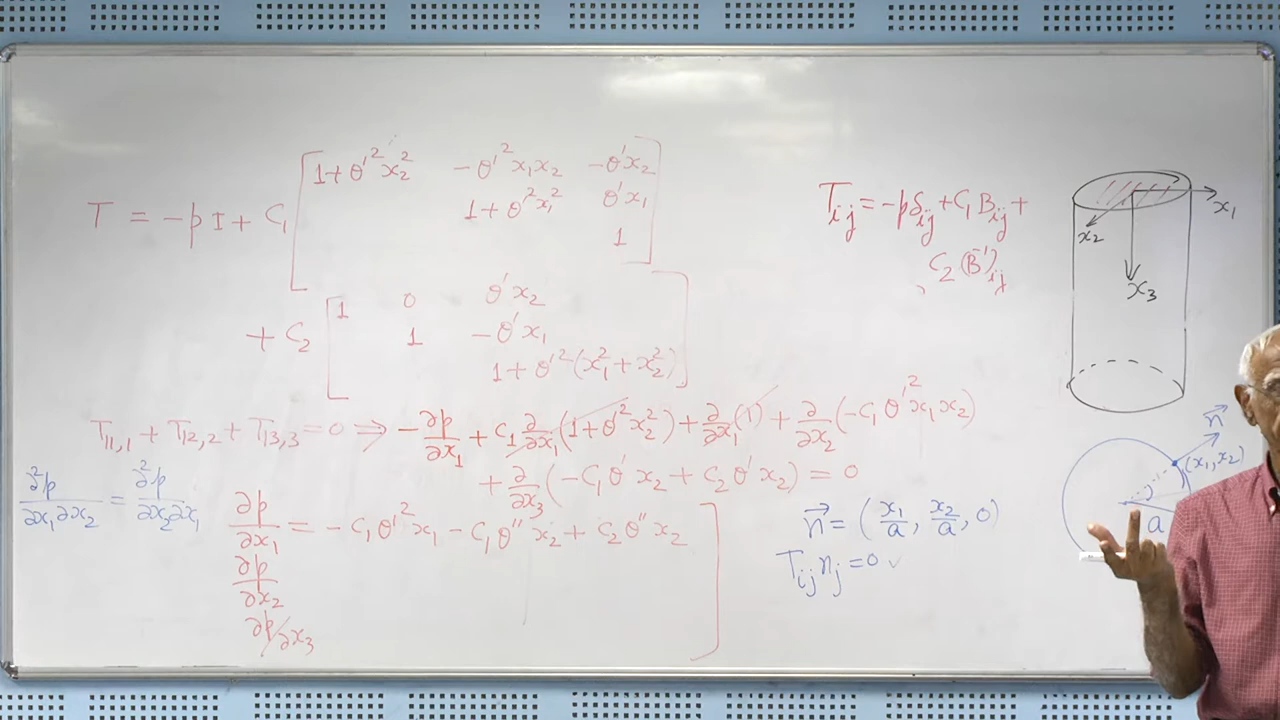 T = -p I + C₁ [ 1+θ'²x₂² -θ'²x₁x₂ -θ'x₂
1+θ'²x₁² θ'x₁
1 ]
+ C₂ [ 1 0 θ'x₂
1 -θ'x₁
1+θ'²(x₁²+x₂²) ]
T₁₁,₁ + T₁₂,₂ + T₁₃,₃ = 0 ⇒ -∂p/∂x₁ + C₁ ∂/∂x₁(1+θ'²x₂²) + ∂/∂x₁(1) + ∂/∂x₂(-C₁θ'²x₁x₂)
+ ∂/∂x₃(-C₁θ'x₂ + C₂θ'x₂) = 0
∂²p/∂x₁∂x₂ = ∂²p/∂x₂∂x₁
∂p/∂x₁ = -C₁θ'²x₁ - C₁θ''x₂ + C₂θ''x₂
∂p/∂x₂
∂p/∂x₃
Tᵢⱼ = -pδᵢⱼ + C₁Bᵢⱼ +
C₂(B⁻¹)ᵢⱼ
x₁
x₂
x₃
n⃗
(x₁, x₂)
a
n⃗ = (x₁/a, x₂/a, 0)
Tᵢⱼnⱼ = 0 ✓